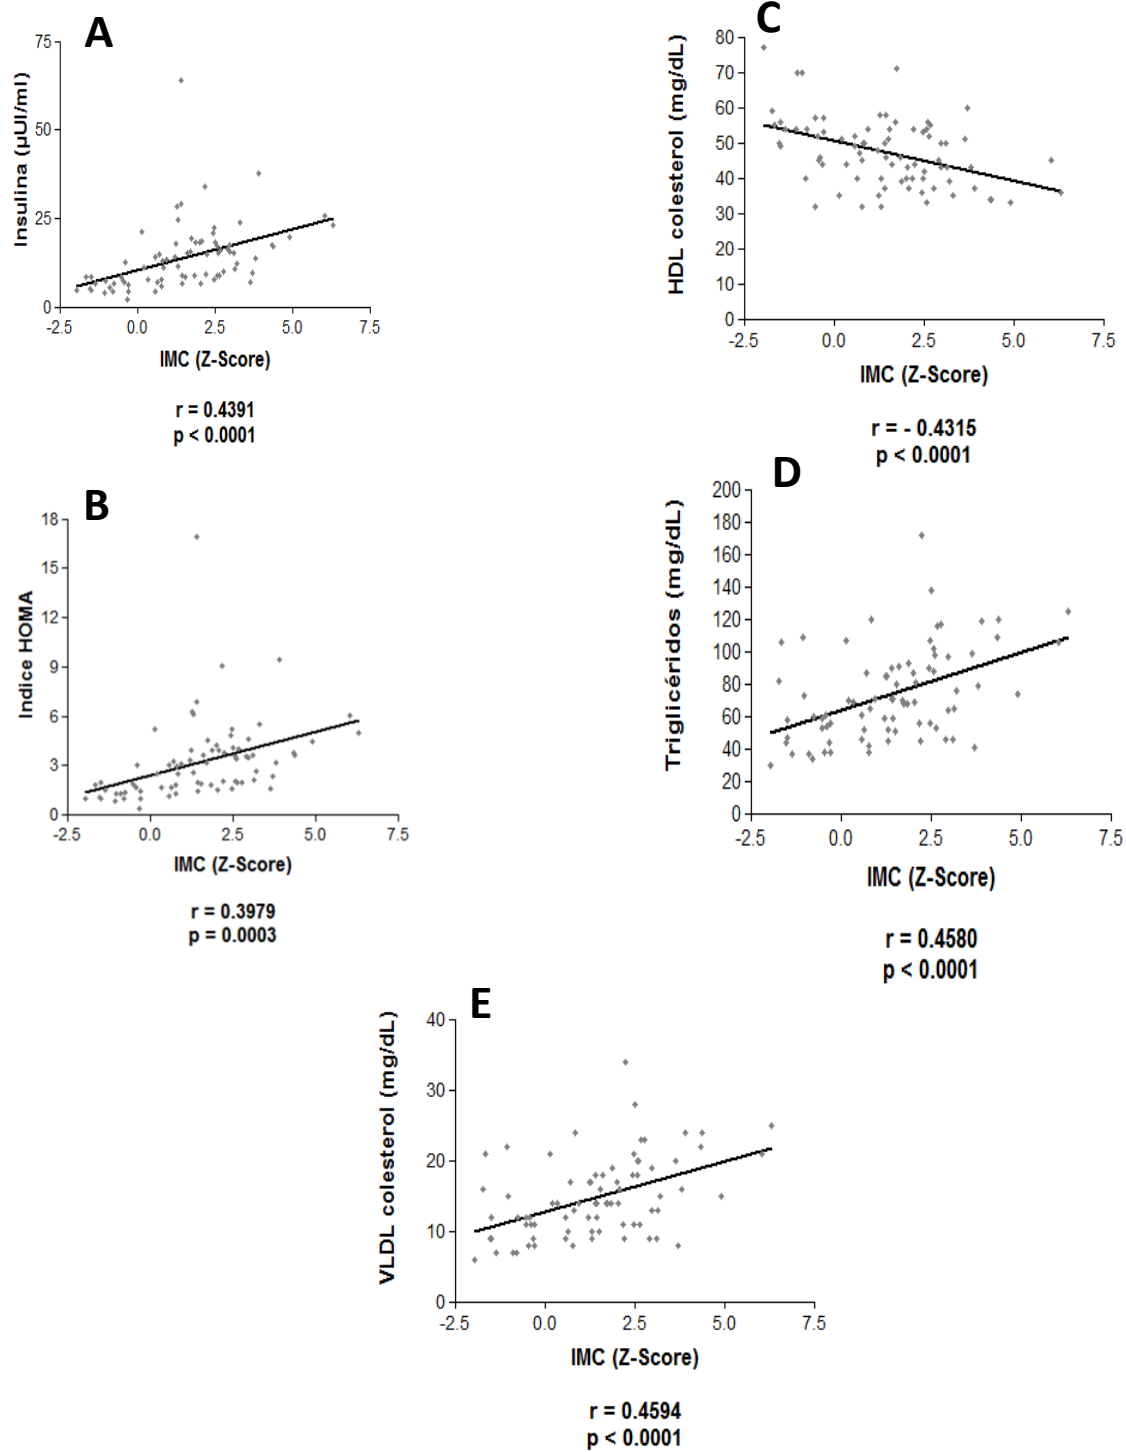 A
75
50
25
0
Insulina (µUI/ml)
-2.5 0.0 2.5 5.0 7.5
IMC (Z-Score)
r = 0.4391
p < 0.0001
C
80
70
60
50
40
30
20
10
0
HDL colesterol (mg/dL)
-2.5 0.0 2.5 5.0 7.5
IMC (Z-Score)
r = - 0.4315
p < 0.0001
B
18
15
12
9
6
3
0
Indice HOMA
-2.5 0.0 2.5 5.0 7.5
IMC (Z-Score)
r = 0.3979
p = 0.0003
D
200
180
160
140
120
100
80
60
40
20
0
Triglicéridos (mg/dL)
-2.5 0.0 2.5 5.0 7.5
IMC (Z-Score)
r = 0.4580
p < 0.0001
E
40
30
20
10
0
VLDL colesterol (mg/dL)
-2.5 0.0 2.5 5.0 7.5
IMC (Z-Score)
r = 0.4594
p < 0.0001